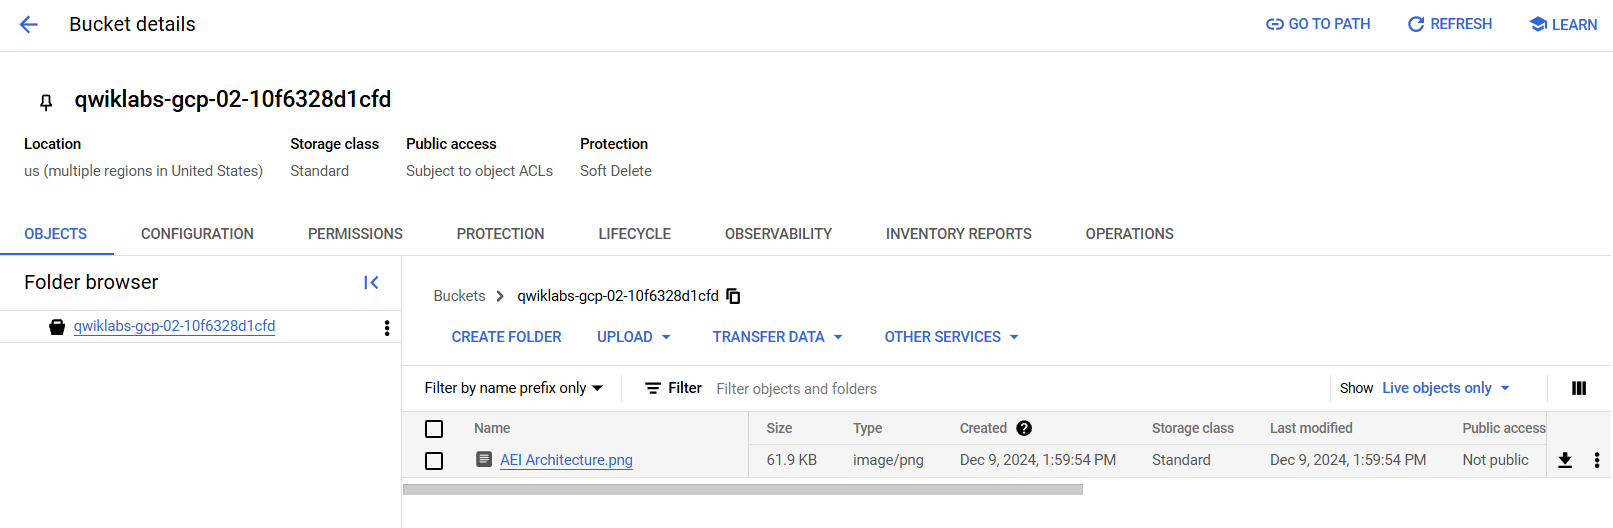 Bucket details
GO TO PATH
REFRESH
LEARN
qwiklabs-gcp-02-10f6328d1cfd
Location Storage class Public access Protection
us (multiple regions in United States) Standard Subject to object ACLs Soft Delete
OBJECTS CONFIGURATION PERMISSIONS PROTECTION LIFECYCLE OBSERVABILITY INVENTORY REPORTS OPERATIONS
Folder browser
qwiklabs-gcp-02-10f6328d1cfd
Buckets > qwiklabs-gcp-02-10f6328d1cfd
CREATE FOLDER UPLOAD TRANSFER DATA OTHER SERVICES
Filter by name prefix only Filter Filter objects and folders Show Live objects only
Name Size Type Created Storage class Last modified Public access
AEI Architecture.png 61.9 KB image/png Dec 9, 2024, 1:59:54 PM Standard Dec 9, 2024, 1:59:54 PM Not public